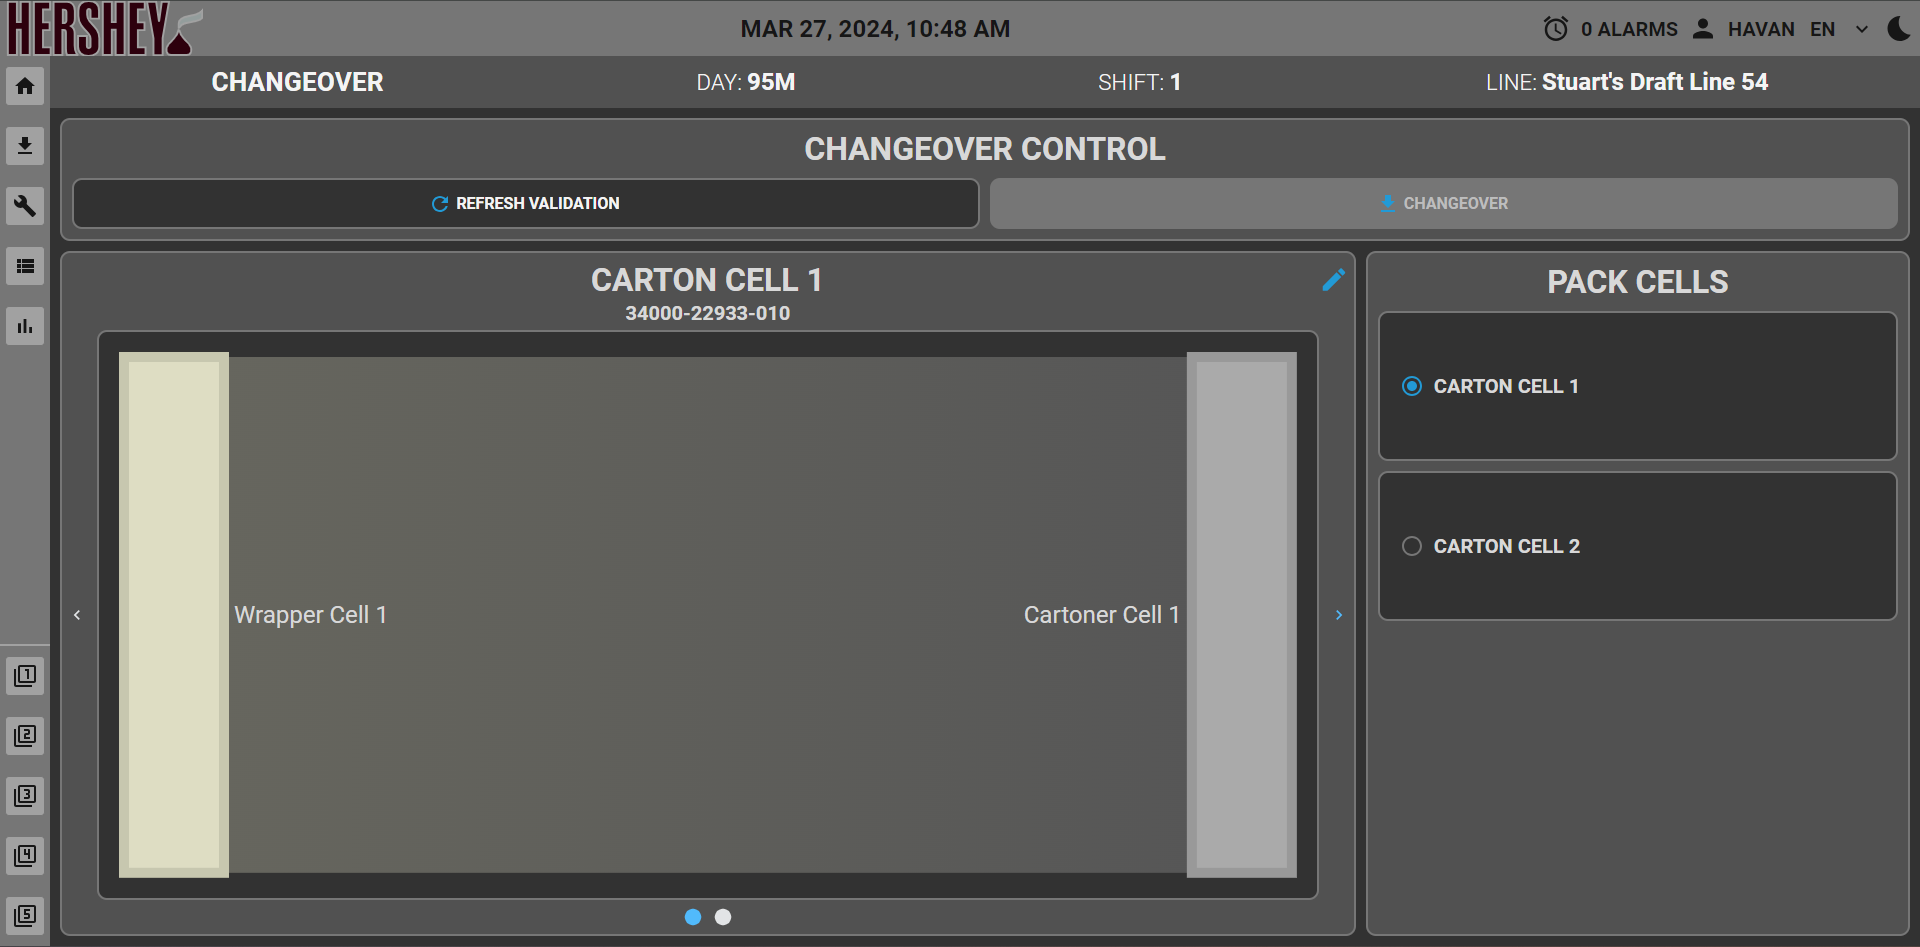 HERSHEY
MAR 27, 2024, 10:48 AM
0 ALARMS HAVAN EN
CHANGEOVER DAY: 95M SHIFT: 1 LINE: Stuart's Draft Line 54
CHANGEOVER CONTROL
REFRESH VALIDATION
CHANGEOVER
CARTON CELL 1
34000-22933-010
Wrapper Cell 1
Cartoner Cell 1
PACK CELLS
CARTON CELL 1
CARTON CELL 2
1
2
3
4
5